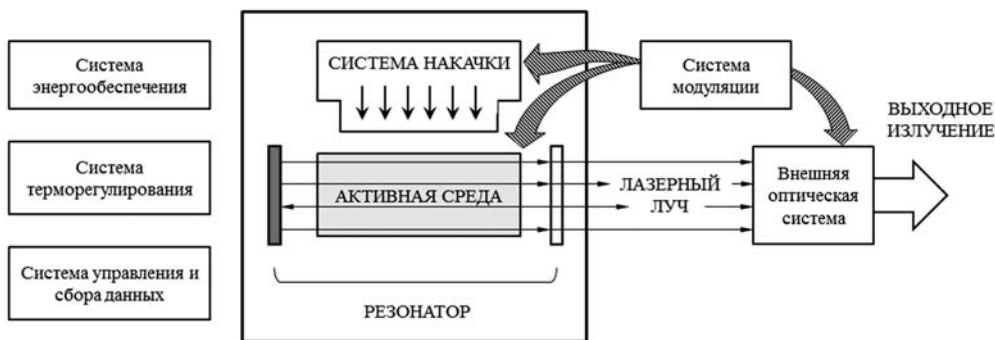 Система
энергообеспечения
Система
терморегулирования
Система управления и
сбора данных
СИСТЕМА НАКАЧКИ
АКТИВНАЯ СРЕДА
РЕЗОНАТОР
Система
модуляции
ЛАЗЕРНЫЙ
ЛУЧ
Внешняя
оптическая
система
ВЫХОДНОЕ
ИЗЛУЧЕНИЕ